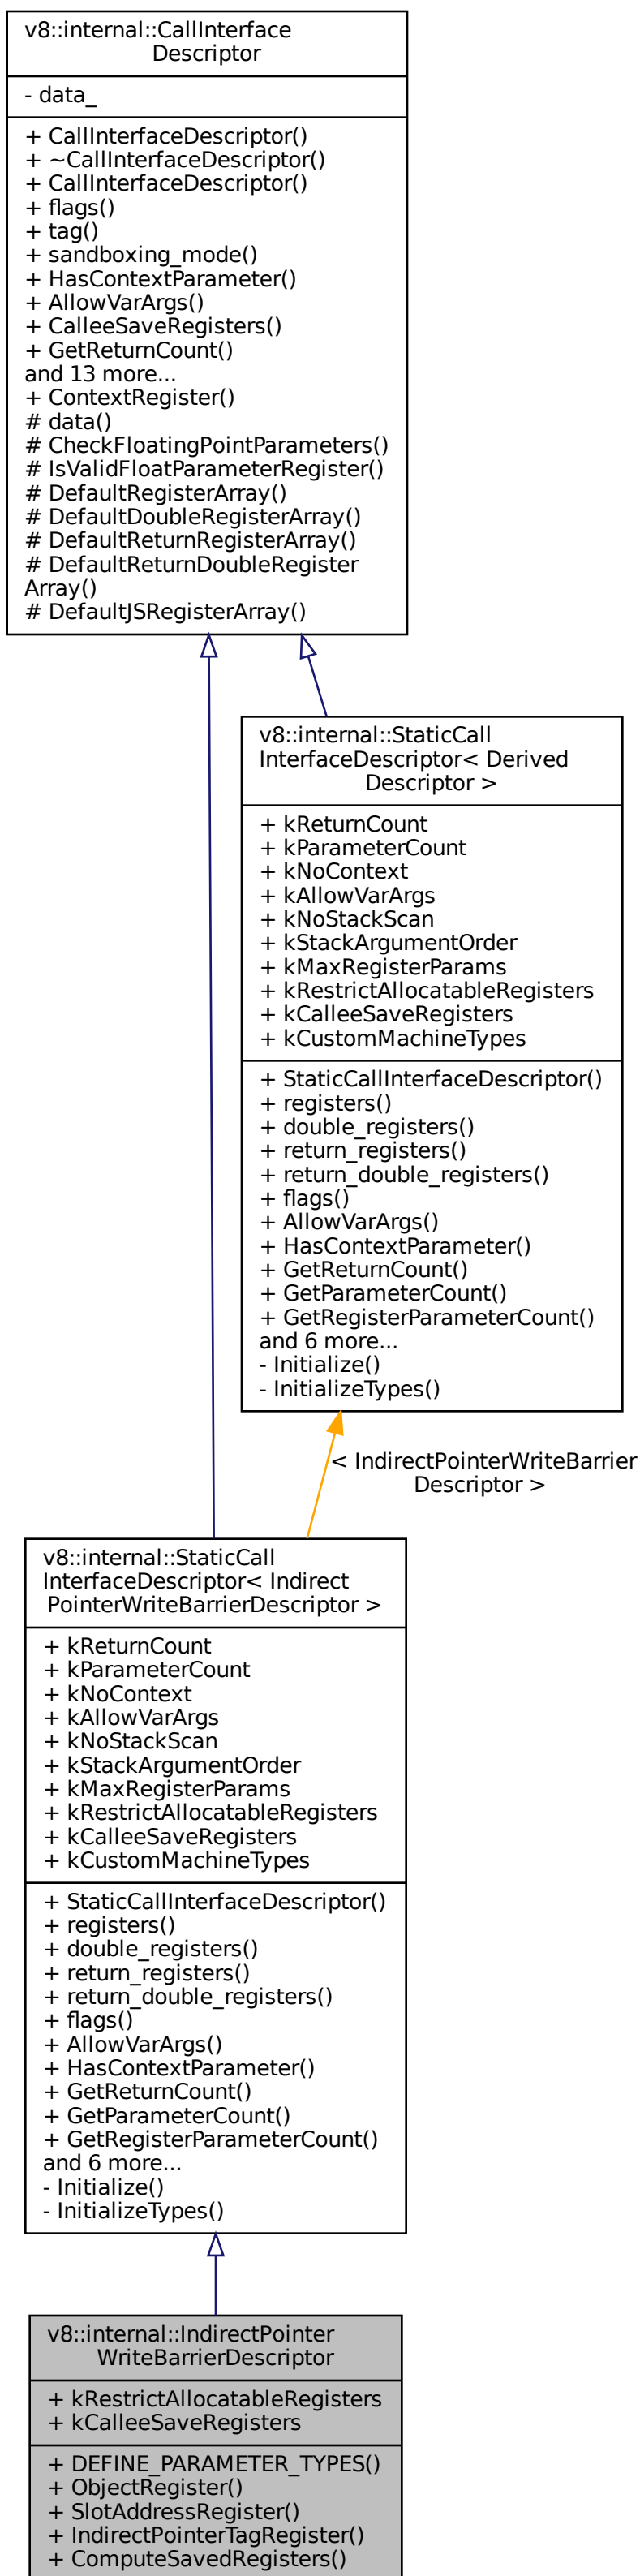 v8::internal::CallInterface
Descriptor
- data_
+ CallInterfaceDescriptor()
+ ~CallInterfaceDescriptor()
+ CallInterfaceDescriptor()
+ flags()
+ tag()
+ sandboxing_mode()
+ HasContextParameter()
+ AllowVarArgs()
+ CalleeSaveRegisters()
+ GetReturnCount()
and 13 more...
+ ContextRegister()
# data()
# CheckFloatingPointParameters()
# IsValidFloatParameterRegister()
# DefaultRegisterArray()
# DefaultDoubleRegisterArray()
# DefaultReturnRegisterArray()
# DefaultReturnDoubleRegister
Array()
# DefaultJSRegisterArray()
v8::internal::StaticCall
InterfaceDescriptor< Derived
Descriptor >
+ kReturnCount
+ kParameterCount
+ kNoContext
+ kAllowVarArgs
+ kNoStackScan
+ kStackArgumentOrder
+ kMaxRegisterParams
+ kRestrictAllocatableRegisters
+ kCalleeSaveRegisters
+ kCustomMachineTypes
+ StaticCallInterfaceDescriptor()
+ registers()
+ double_registers()
+ return_registers()
+ return_double_registers()
+ flags()
+ AllowVarArgs()
+ HasContextParameter()
+ GetReturnCount()
+ GetParameterCount()
+ GetRegisterParameterCount()
and 6 more...
- Initialize()
- InitializeTypes()
< IndirectPointerWriteBarrier
Descriptor >
v8::internal::StaticCall
InterfaceDescriptor< Indirect
PointerWriteBarrierDescriptor >
+ kReturnCount
+ kParameterCount
+ kNoContext
+ kAllowVarArgs
+ kNoStackScan
+ kStackArgumentOrder
+ kMaxRegisterParams
+ kRestrictAllocatableRegisters
+ kCalleeSaveRegisters
+ kCustomMachineTypes
+ StaticCallInterfaceDescriptor()
+ registers()
+ double_registers()
+ return_registers()
+ return_double_registers()
+ flags()
+ AllowVarArgs()
+ HasContextParameter()
+ GetReturnCount()
+ GetParameterCount()
+ GetRegisterParameterCount()
and 6 more...
- Initialize()
- InitializeTypes()
v8::internal::IndirectPointer
WriteBarrierDescriptor
+ kRestrictAllocatableRegisters
+ kCalleeSaveRegisters
+ DEFINE_PARAMETER_TYPES()
+ ObjectRegister()
+ SlotAddressRegister()
+ IndirectPointerTagRegister()
+ ComputeSavedRegisters()